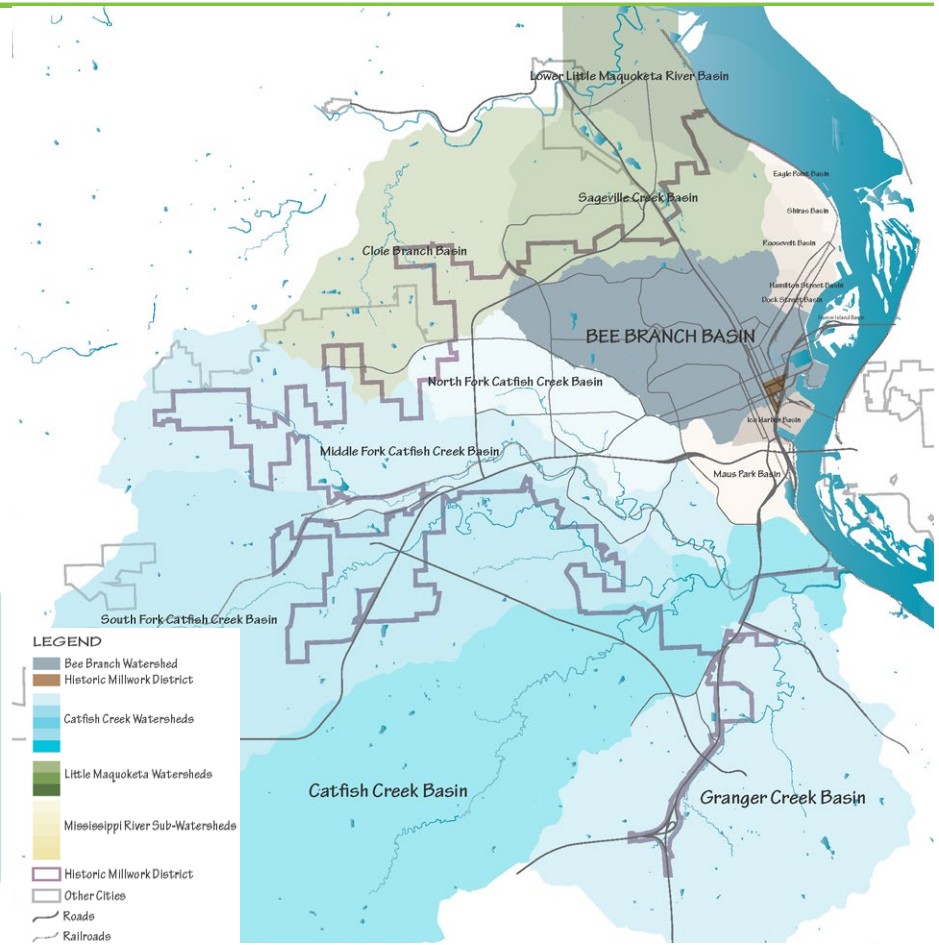 Lower Little Maquoketa River Basin
Eagle Point Basin
Sageville Creek Basin
Shiras Basin
Roosevelt Basin
Cloie Branch Basin
Hamilton Street Basin
Dock Street Basin
BEE BRANCH BASIN
North Fork Catfish Creek Basin
Ice Harbor Basin
Middle Fork Catfish Creek Basin
Maus Park Basin
South Fork Catfish Creek Basin
Catfish Creek Basin
Granger Creek Basin
LEGEND
Bee Branch Watershed
Historic Millwork District
Catfish Creek Watersheds
Little Maquoketa Watersheds
Mississippi River Sub-Watersheds
Historic Millwork District
Other Cities
Roads
Railroads